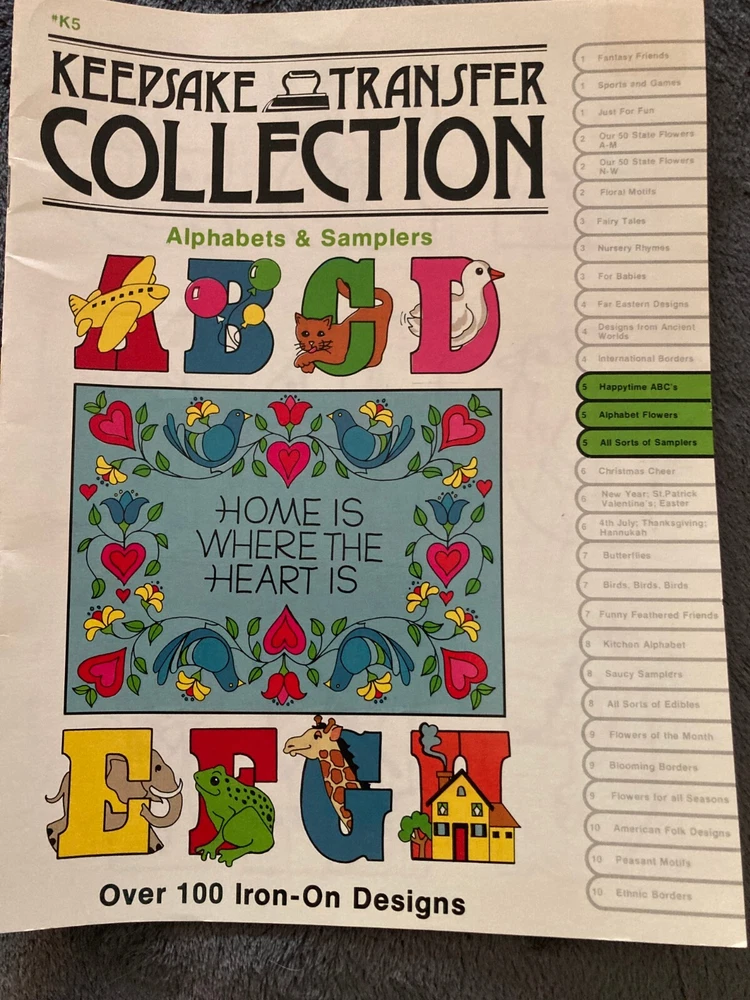 *K5
KEEPSAKE TRANSFER
COLLECTION
Alphabets & Samplers
A B C D
HOME IS
WHERE THE
HEART IS
E F G H
Over 100 Iron-On Designs
1 Fantasy Friends
1 Sports and Games
1 Just For Fun
2 Our 50 State Flowers
A-M
2 Our 50 State Flowers
N-W
2 Floral Motifs
3 Fairy Tales
3 Nursery Rhymes
3 For Babies
4 Far Eastern Designs
4 Designs from Ancient
Worlds
4 International Borders
5 Happytime ABC's
5 Alphabet Flowers
5 All Sorts of Samplers
6 Christmas Cheer
6 New Year; St.Patrick
Valentine's; Easter
6 4th July; Thanksgiving;
Hannukah
7 Butterflies
7 Birds, Birds, Birds
7 Funny Feathered Friends
8 Kitchen Alphabet
8 Saucy Samplers
8 All Sorts of Edibles
9 Flowers of the Month
9 Blooming Borders
9 Flowers for all Seasons
10 American Folk Designs
10 Peasant Motifs
10 Ethnic Borders